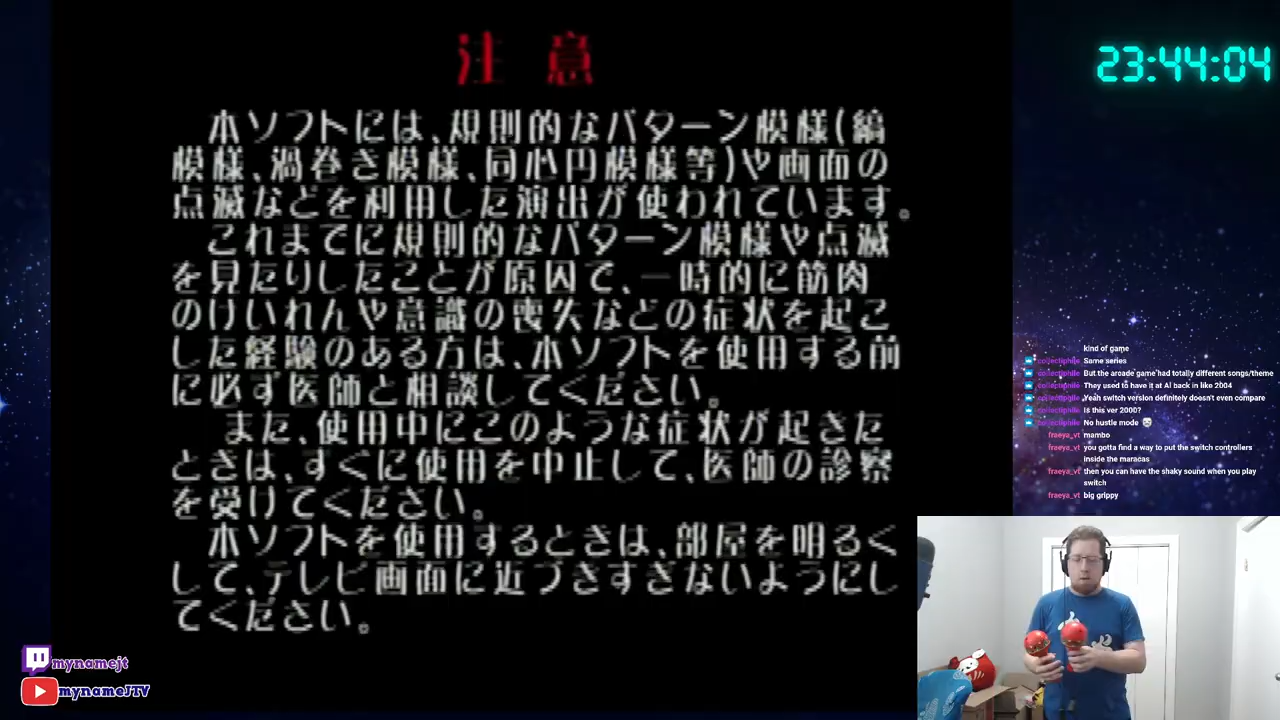 注意
本ソフトには、規則的なパターン模様(縞
模様、渦巻き模様、同心円模様等)や画面の
点滅などを利用した演出が使われています。
これまでに規則的なパターン模様や点滅
を見たりしたことが原因で、一時的に筋肉
のけいれんや意識の喪失などの症状を起こ
した経験のある方は、本ソフトを使用する前
に必ず医師と相談してください。
また、使用中にこのような症状が起きた
ときは、すぐに使用を中止して、医師の診察
を受けてください。
本ソフトを使用するときは、部屋を明るく
して、テレビ画面に近づきすぎないようにし
てください。
23:44:04
kind of game
collectiphile Same series
collectiphile But the arcade game had totally different songs/theme
collectiphile They used to have it at AI back in like 2004
collectiphile Yeah switch version definitely doesn't even compare
collectiphile Is this ver 2000?
collectiphile No hustle mode
fraeya_vt mambo
fraeya_vt you gotta find a way to put the switch controllers
inside the maracas
fraeya_vt then you can have the shaky sound when you play
switch
fraeya_vt big grippy
mynamejt
mynameJTV